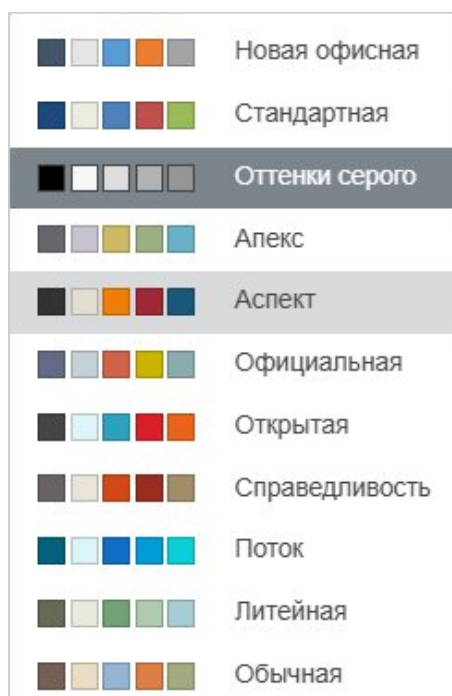 Новая офисная
Стандартная
Оттенки серого
Апекс
Аспект
Официальная
Открытая
Справедливость
Поток
Литейная
Обычная